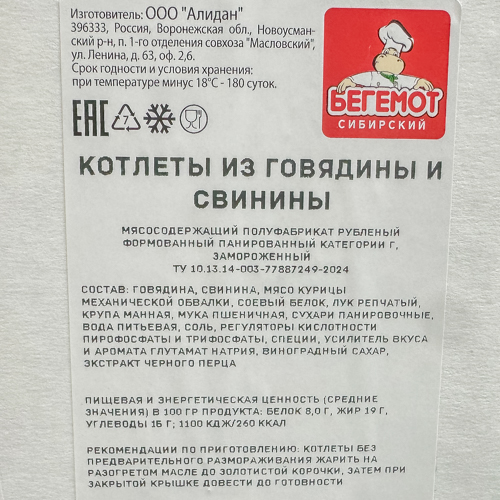 Изготовитель: ООО "Алидан"
396333, Россия, Воронежская обл., Новоусман-
ский р-н, п. 1-го отделения совхоза "Масловский",
ул. Ленина, д. 63, оф. 2,6.
Срок годности и условия хранения:
при температуре минус 18°С - 180 суток.
EAC
7
БЕГЕМОТ
СИБИРСКИЙ
КОТЛЕТЫ ИЗ ГОВЯДИНЫ И
СВИНИНЫ
МЯСОСОДЕРЖАЩИЙ ПОЛУФАБРИКАТ РУБЛЕНЫЙ
ФОРМОВАННЫЙ ПАНИРОВАННЫЙ КАТЕГОРИИ Г,
ЗАМОРОЖЕННЫЙ
ТУ 10.13.14-003-77887249-2024
СОСТАВ: ГОВЯДИНА, СВИНИНА, МЯСО КУРИЦЫ
МЕХАНИЧЕСКОЙ ОБВАЛКИ, СОЕВЫЙ БЕЛОК, ЛУК РЕПЧАТЫЙ,
КРУПА МАННАЯ, МУКА ПШЕНИЧНАЯ, СУХАРИ ПАНИРОВОЧНЫЕ,
ВОДА ПИТЬЕВАЯ, СОЛЬ, РЕГУЛЯТОРЫ КИСЛОТНОСТИ
ПИРОФОСФАТЫ И ТРИФОСФАТЫ, СПЕЦИИ, УСИЛИТЕЛЬ ВКУСА
И АРОМАТА ГЛУТАМАТ НАТРИЯ, ВИНОГРАДНЫЙ САХАР,
ЭКСТРАКТ ЧЕРНОГО ПЕРЦА
ПИЩЕВАЯ И ЭНЕРГЕТИЧЕСКАЯ ЦЕННОСТЬ (СРЕДНИЕ
ЗНАЧЕНИЯ) В 100 ГР ПРОДУКТА: БЕЛОК 8,0 Г, ЖИР 19 Г,
УГЛЕВОДЫ 15 Г; 1100 КДЖ/260 ККАЛ
РЕКОМЕНДАЦИИ ПО ПРИГОТОВЛЕНИЮ: КОТЛЕТЫ БЕЗ
ПРЕДВАРИТЕЛЬНОГО РАЗМОРАЖИВАНИЯ ЖАРИТЬ НА
РАЗОГРЕТОМ МАСЛЕ ДО ЗОЛОТИСТОЙ КОРОЧКИ, ЗАТЕМ ПРИ
ЗАКРЫТОЙ КРЫШКЕ ДОВЕСТИ ДО ГОТОВНОСТИ